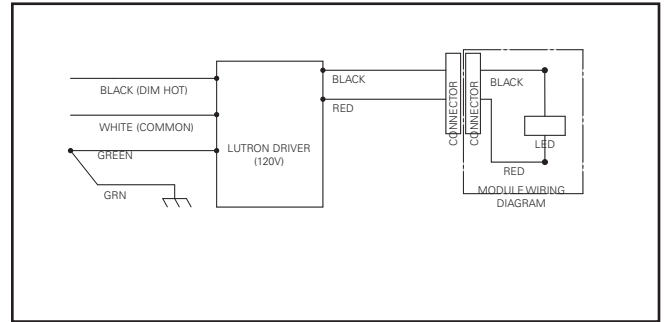 BLACK (DIM HOT)
WHITE (COMMON)
GREEN
GRN
LUTRON DRIVER
(120V)
BLACK
RED
CONNECTOR
CONNECTOR
BLACK
LED
RED
MODULE WIRING
DIAGRAM